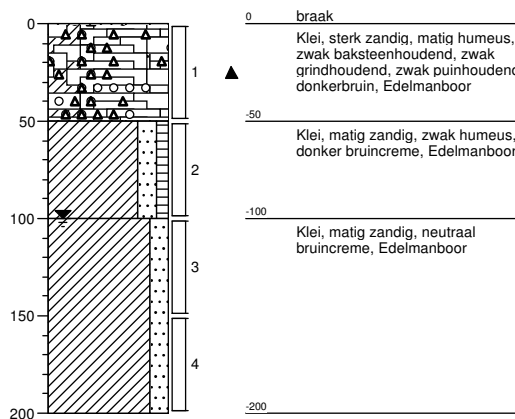 0
50
100
150
200
1
2
3
4
0
braak
Klei, sterk zandig, matig humeus,
zwak baksteenhoudend, zwak
grindhoudend, zwak puinhoudend
donkerbruin, Edelmanboor
-50
Klei, matig zandig, zwak humeus,
donker bruincreme, Edelmanboor
-100
Klei, matig zandig, neutraal
bruincreme, Edelmanboor
-200